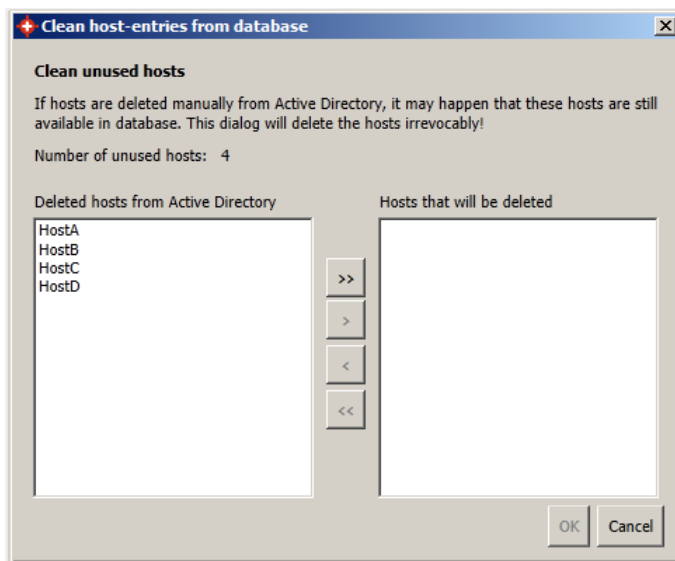 Clean host-entries from database
Clean unused hosts
If hosts are deleted manually from Active Directory, it may happen that these hosts are still
available in database. This dialog will delete the hosts irrevocably!
Number of unused hosts: 4
Deleted hosts from Active Directory
Hosts that will be deleted
HostA
HostB
HostC
HostD
>>
>
<
<<
OK
Cancel